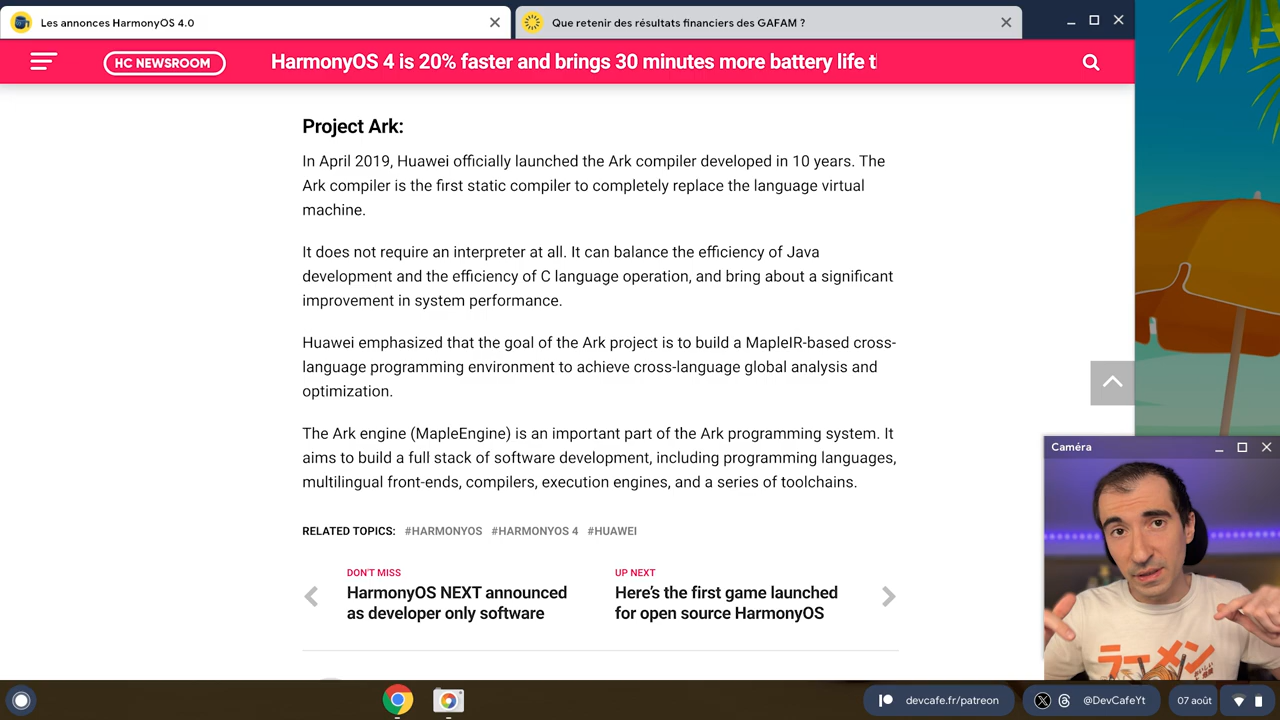 Les annonces HarmonyOS 4.0
Que retenir des résultats financiers des GAFAM ?
HC NEWSROOM
HarmonyOS 4 is 20% faster and brings 30 minutes more battery life t
Project Ark:
In April 2019, Huawei officially launched the Ark compiler developed in 10 years. The
Ark compiler is the first static compiler to completely replace the language virtual
machine.
It does not require an interpreter at all. It can balance the efficiency of Java
development and the efficiency of C language operation, and bring about a significant
improvement in system performance.
Huawei emphasized that the goal of the Ark project is to build a MapleIR-based cross-
language programming environment to achieve cross-language global analysis and
optimization.
The Ark engine (MapleEngine) is an important part of the Ark programming system. It
aims to build a full stack of software development, including programming languages,
multilingual front-ends, compilers, execution engines, and a series of toolchains.
RELATED TOPICS: #HARMONYOS #HARMONYOS 4 #HUAWEI
DON'T MISS
HarmonyOS NEXT announced
as developer only software
UP NEXT
Here's the first game launched
for open source HarmonyOS
Caméra
ラーメン
devcafe.fr/patreon
@DevCafeYt
07 août